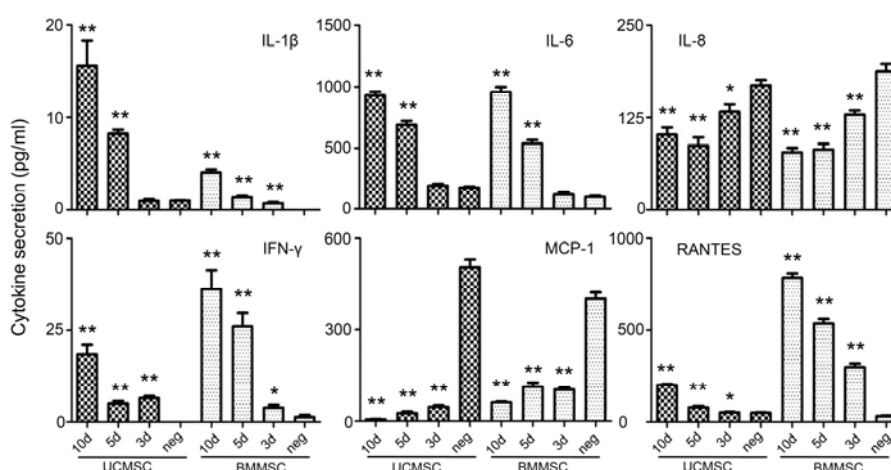 Cytokine secretion (pg/ml)
20
10
0
** ** ** ** **
IL-1β
1500
1000
500
0
** ** ** **
IL-6
250
125
0
** ** * ** ** **
IL-8
50
25
0
** ** ** ** ** *
IFN-γ
600
300
0
** ** ** ** ** **
MCP-1
1000
500
0
** ** * ** ** **
RANTES
10d 5d 3d neg 10d 5d 3d neg
UCMSC BMMSC
10d 5d 3d neg 10d 5d 3d neg
UCMSC BMMSC
10d 5d 3d neg 10d 5d 3d neg
UCMSC BMMSC